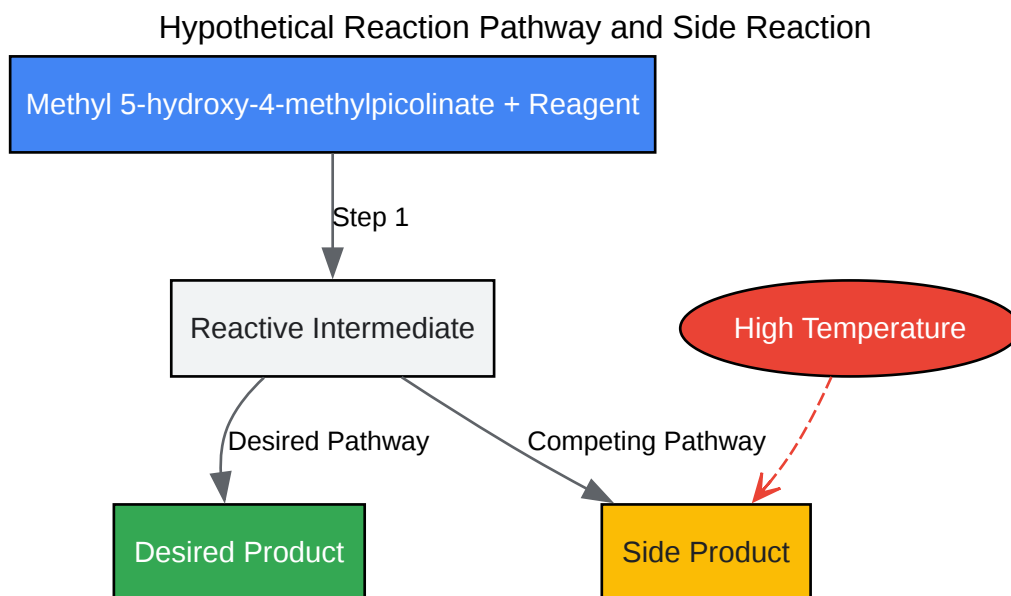 Hypothetical Reaction Pathway and Side Reaction
Methyl 5-hydroxy-4-methylpicolinate + Reagent
Step 1
Reactive Intermediate
High Temperature
Desired Pathway
Competing Pathway
Desired Product
Side Product